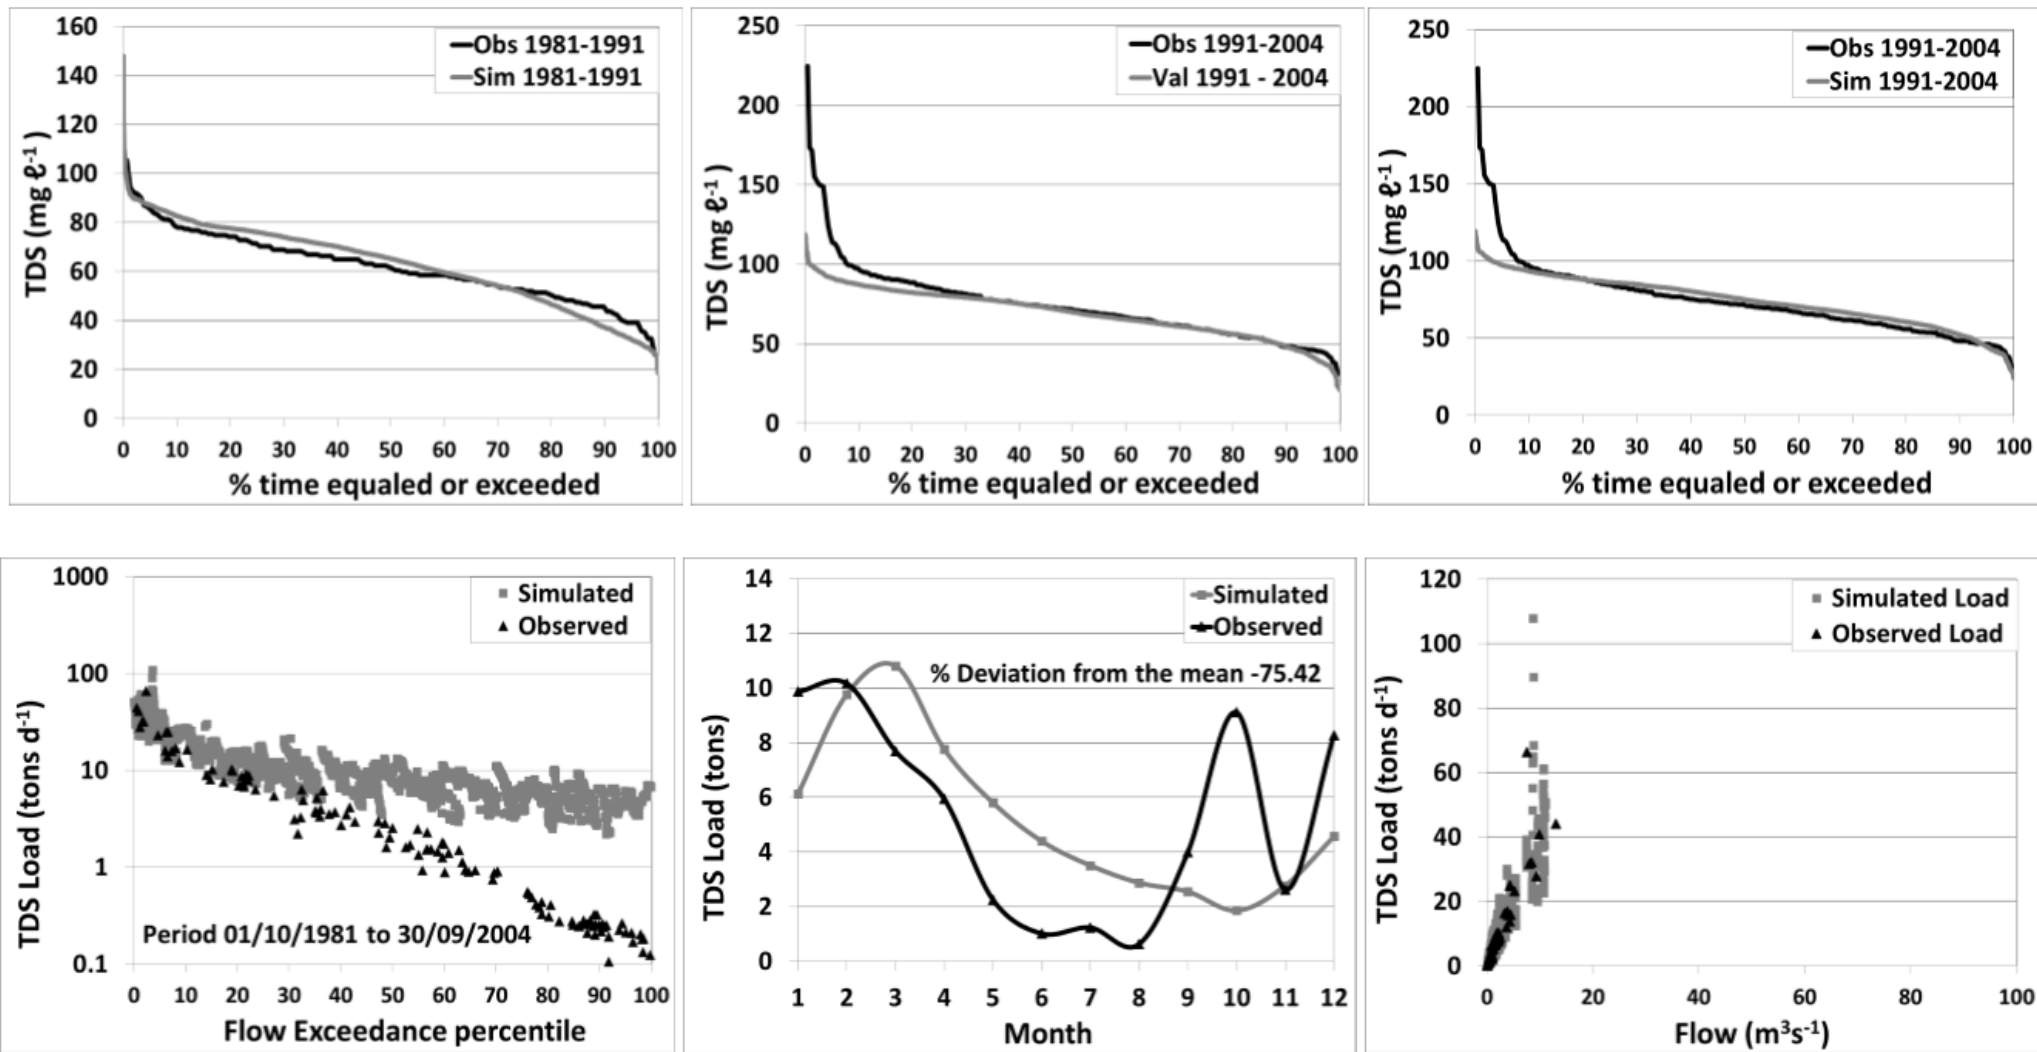 160
140
120
100
80
60
40
20
0
TDS (mg ℓ-1 )
Obs 1981-1991
Sim 1981-1991
0 10 20 30 40 50 60 70 80 90 100
% time equaled or exceeded
250
200
150
100
50
0
TDS (mg ℓ-1 )
Obs 1991-2004
Val 1991 - 2004
0 10 20 30 40 50 60 70 80 90 100
% time equaled or exceeded
250
200
150
100
50
0
TDS (mg ℓ-1 )
Obs 1991-2004
Sim 1991-2004
0 10 20 30 40 50 60 70 80 90 100
% time equaled or exceeded
1000
100
10
1
0.1
TDS Load (tons d-1)
Simulated
Observed
Period 01/10/1981 to 30/09/2004
0 10 20 30 40 50 60 70 80 90 100
Flow Exceedance percentile
14
12
10
8
6
4
2
0
TDS Load (tons)
Simulated
Observed
% Deviation from the mean -75.42
1 2 3 4 5 6 7 8 9 10 11 12
Month
120
100
80
60
40
20
0
TDS Load (tons d-1)
Simulated Load
Observed Load
0 20 40 60 80 100
Flow (m3s-1)